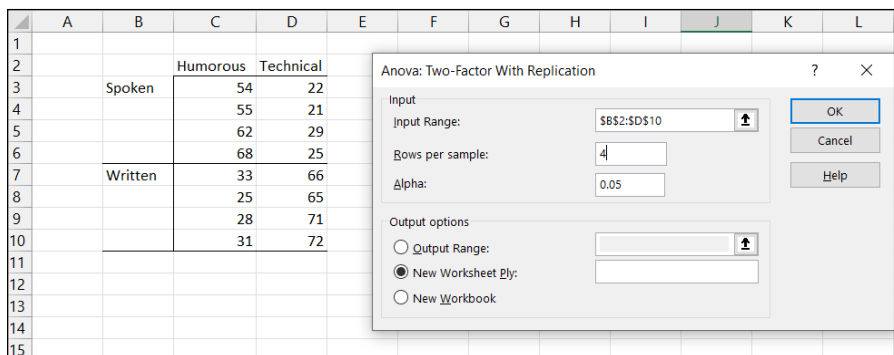 A B C D E F G H I J K L
1
2 Humorous Technical
3 Spoken 54 22
4 55 21
5 62 29
6 68 25
7 Written 33 66
8 25 65
9 28 71
10 31 72
11
12
13
14
15
Anova: Two-Factor With Replication ? ×
Input
Input Range: $B$2:$D$10
Rows per sample: 4
Alpha: 0.05
OK
Cancel
Help
Output options
Output Range:
New Worksheet Ply:
New Workbook